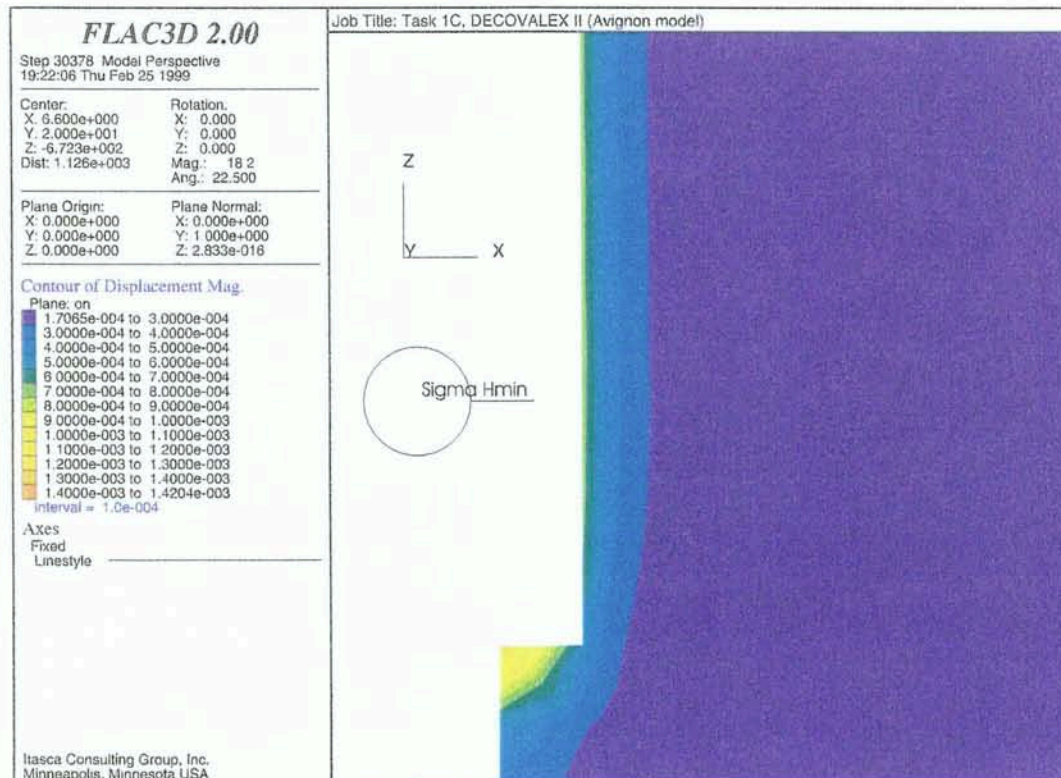 Job Title: Task 1C, DECOVALEX II (Avignon model)
FLAC3D 2.00
Step 30378 Model Perspective
19:22:06 Thu Feb 25 1999
Center: Rotation.
X. 6.600e+000 X: 0.000
Y. 2.000e+001 Y: 0.000
Z: -6.723e+002 Z: 0.000
Dist: 1.126e+003 Mag.: 18 2
Ang.: 22.500
Plane Origin: Plane Normal:
X: 0.000e+000 X: 0.000e+000
Y: 0.000e+000 Y: 1 000e+000
Z. 0.000e+000 Z: 2.833e-016
Contour of Displacement Mag.
Plane: on
1.7065e-004 to 3.0000e-004
3.0000e-004 to 4.0000e-004
4.0000e-004 to 5.0000e-004
5.0000e-004 to 6.0000e-004
6 0000e-004 to 7.0000e-004
7.0000e-004 to 8.0000e-004
8.0000e-004 to 9.0000e-004
9 0000e-004 to 1.0000e-003
1.0000e-003 to 1.1000e-003
1.1000e-003 to 1.2000e-003
1.2000e-003 to 1.3000e-003
1.3000e-003 to 1.4000e-003
1.4000e-003 to 1.4204e-003
interval = 1.0e-004
Axes
Fixed
Linestyle
Itasca Consulting Group, Inc.
Minneapolis, Minnesota USA
Z
Y X
Sigma Hmin